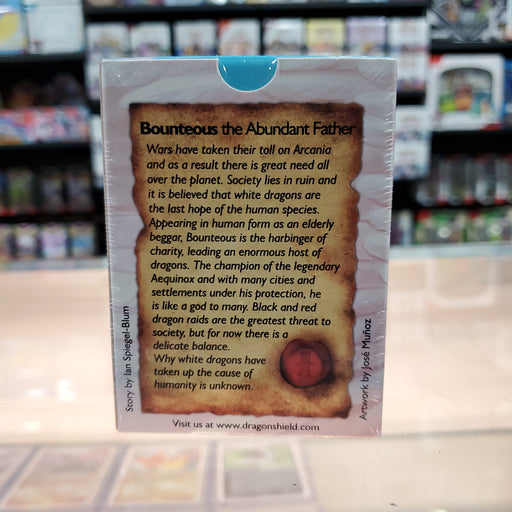 Bounteous the Abundant Father
Wars have taken their toll on Arcania
and as a result there is great need all
over the planet. Society lies in ruin and
it is believed that white dragons are
the last hope of the human species.
Appearing in human form as an elderly
beggar, Bounteous is the harbinger of
charity, leading an enormous host of
dragons. The champion of the legendary
Aequinox and with many cities and
settlements under his protection, he
is like a god to many. Black and red
dragon raids are the greatest threat to
society, but for now there is a
delicate balance.
Why white dragons have
taken up the cause of
humanity is unknown.
Story by Ian Spiegel-Blum
Artwork by José Muñoz
Visit us at www.dragonshield.com